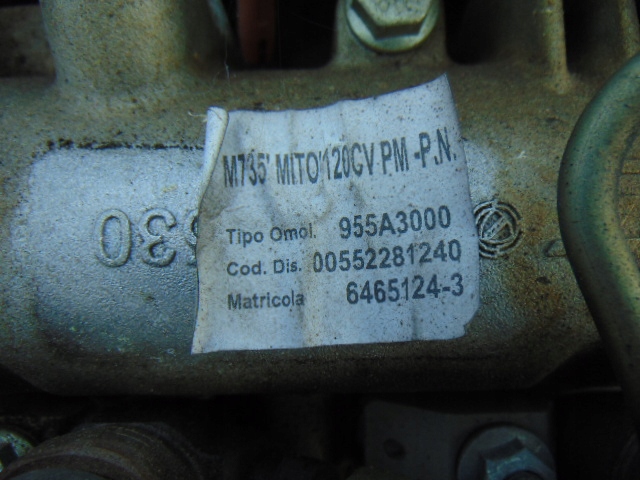 M735' MITO'120CV PM -P.N.
Tipo Omol. 955A3000
Cod. Dis. 00552281240
Matricola 6465124-3